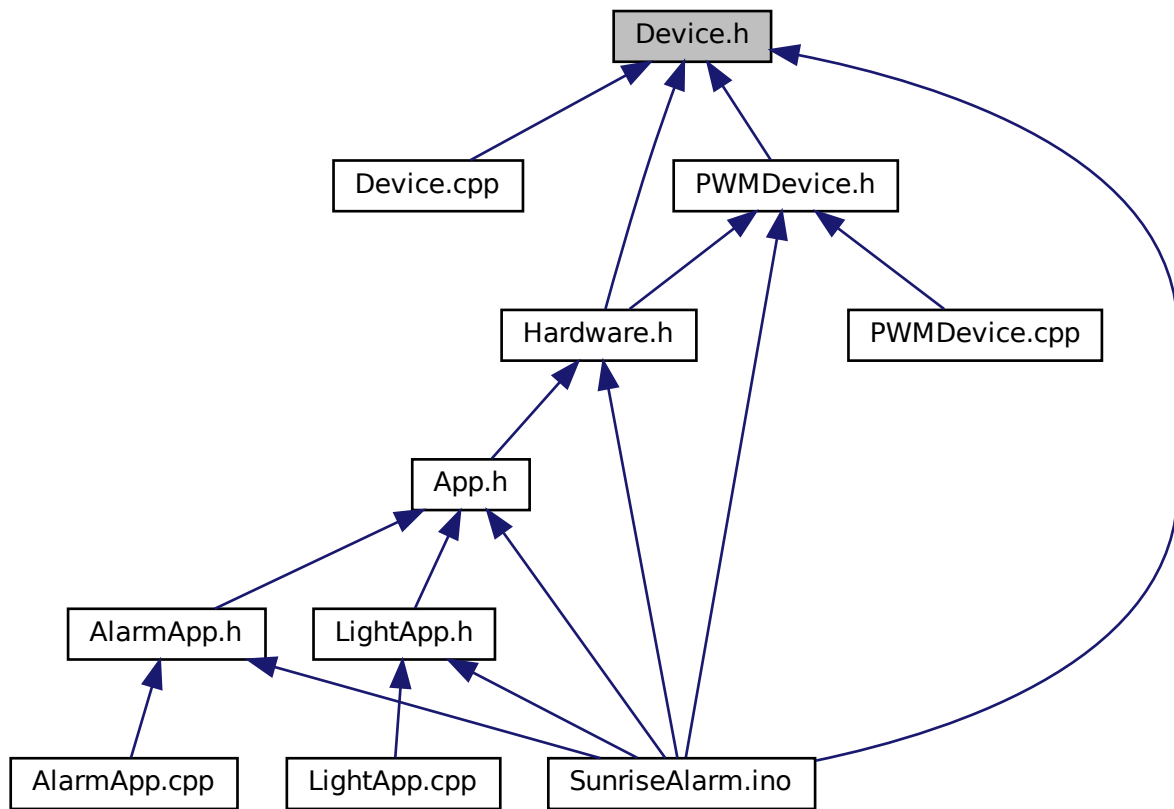 Device.h
Device.cpp
PWMDevice.h
Hardware.h
PWMDevice.cpp
App.h
AlarmApp.h
LightApp.h
AlarmApp.cpp
LightApp.cpp
SunriseAlarm.ino